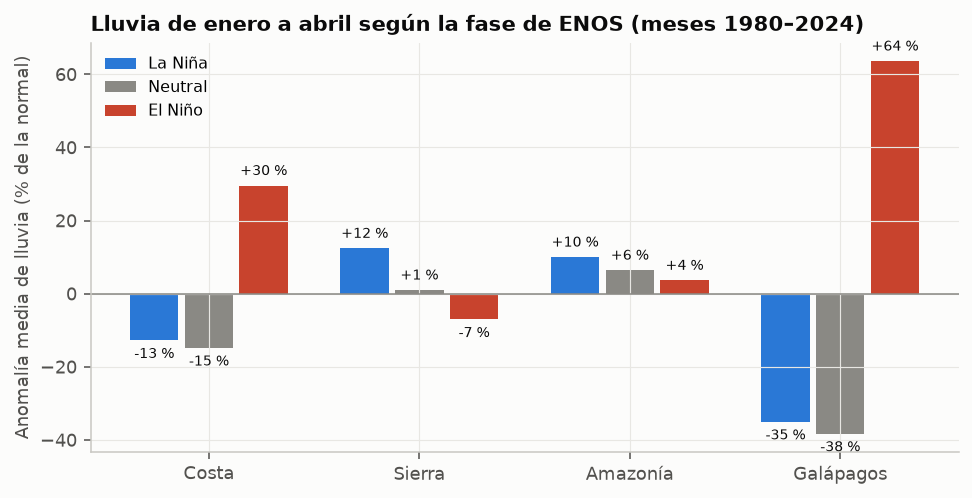 Lluvia de enero a abril según la fase de ENOS (meses 1980–2024)
Anomalía media de lluvia (% de la normal)
60
40
20
0
−20
−40
La Niña
Neutral
El Niño
-13 %
-15 %
+30 %
+12 %
+1 %
-7 %
+10 %
+6 %
+4 %
-35 %
-38 %
+64 %
Costa
Sierra
Amazonía
Galápagos